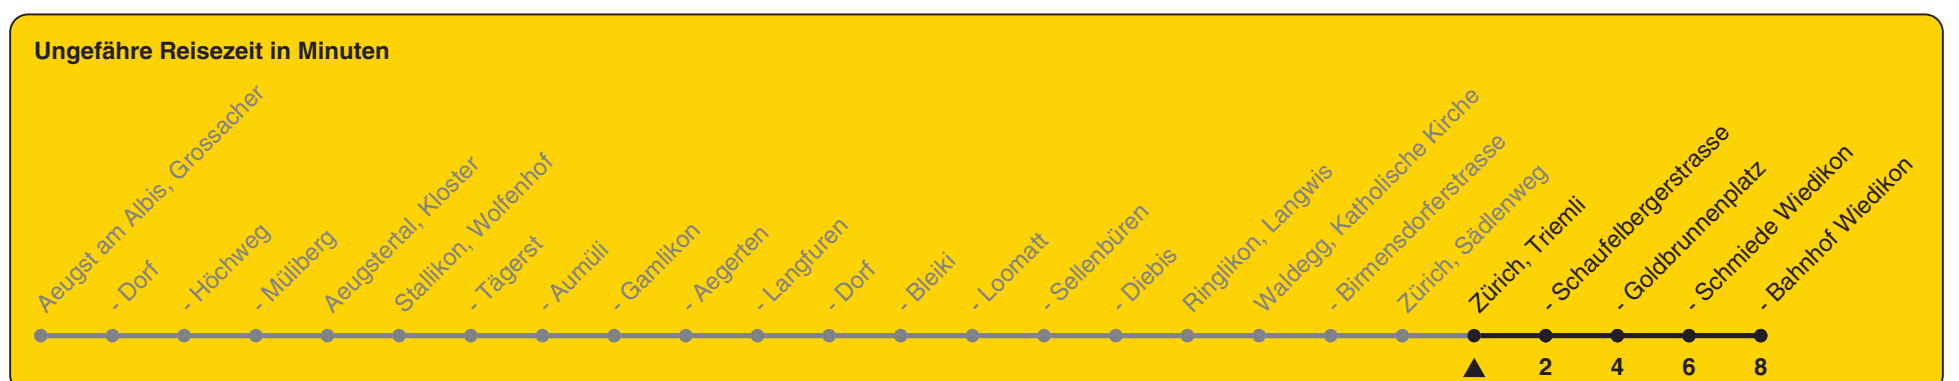 Ungefähre Reisezeit in Minuten
Aeugst am Albis, Grossacher
- Dorf
- Höchweg
- Müliberg
Aeugstertal, Kloster
Stallikon, Wolfenhof
- Tägerst
- Aumüli
- Gamlikon
- Aegerten
- Langfuren
- Dorf
- Bleiki
- Loomatt
- Sellenbüren
- Diebis
Ringlikon, Langwis
Waldegg, Katholische Kirche
- Birmensdorferstrasse
Zürich, Sädlenweg
Zürich, Triemli
- Schaufelbergerstrasse
- Goldbrunnenplatz
- Schmiede Wiedikon
- Bahnhof Wiedikon
2 4 6 8